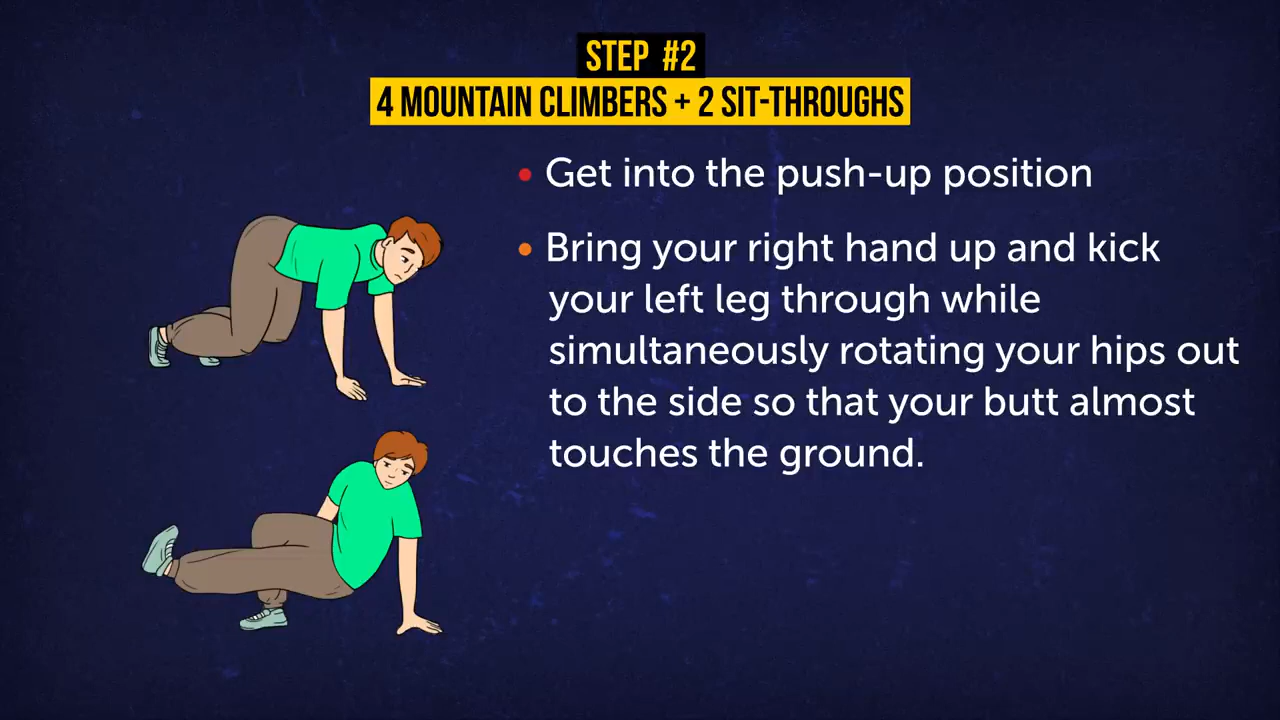 STEP #2
4 MOUNTAIN CLIMBERS + 2 SIT-THROUGHS
• Get into the push-up position
• Bring your right hand up and kick
your left leg through while
simultaneously rotating your hips out
to the side so that your butt almost
touches the ground.